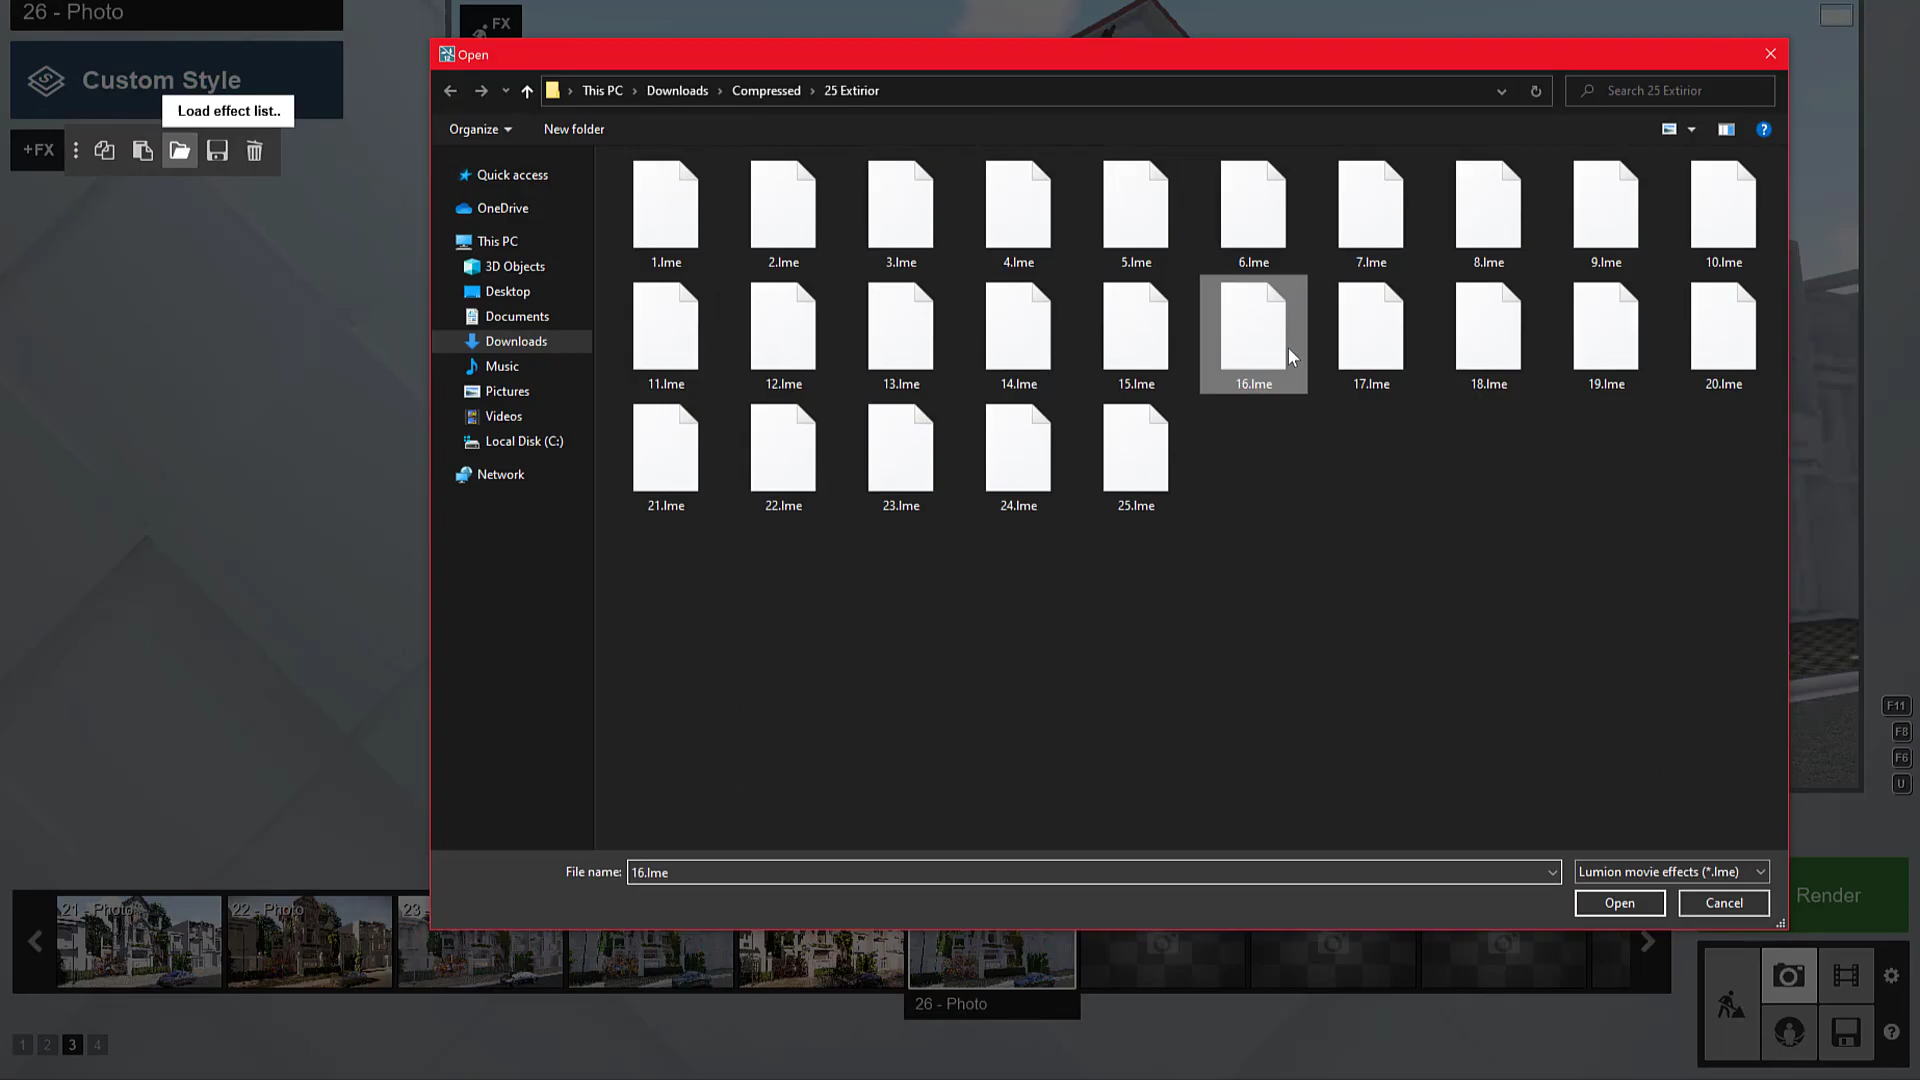 26 - Photo
FX
Open
Custom Style
This PC
Downloads
Compressed
25 Extirior
Search 25 Extirior
Load effect list..
Organize
New folder
+FX
Quick access
OneDrive
This PC
3D Objects
Desktop
Documents
Downloads
Music
Pictures
Videos
Local Disk (C:)
Network
1.lme 2.lme 3.lme 4.lme 5.lme 6.lme 7.lme 8.lme 9.lme 10.lme
11.lme 12.lme 13.lme 14.lme 15.lme 16.lme 17.lme 18.lme 19.lme 20.lme
21.lme 22.lme 23.lme 24.lme 25.lme
F11
F8
F6
U
File name: 16.lme
Lumion movie effects (*.lme)
Open Cancel
Render
21 - Photo
22 - Photo
23
26 - Photo
1 2 3 4